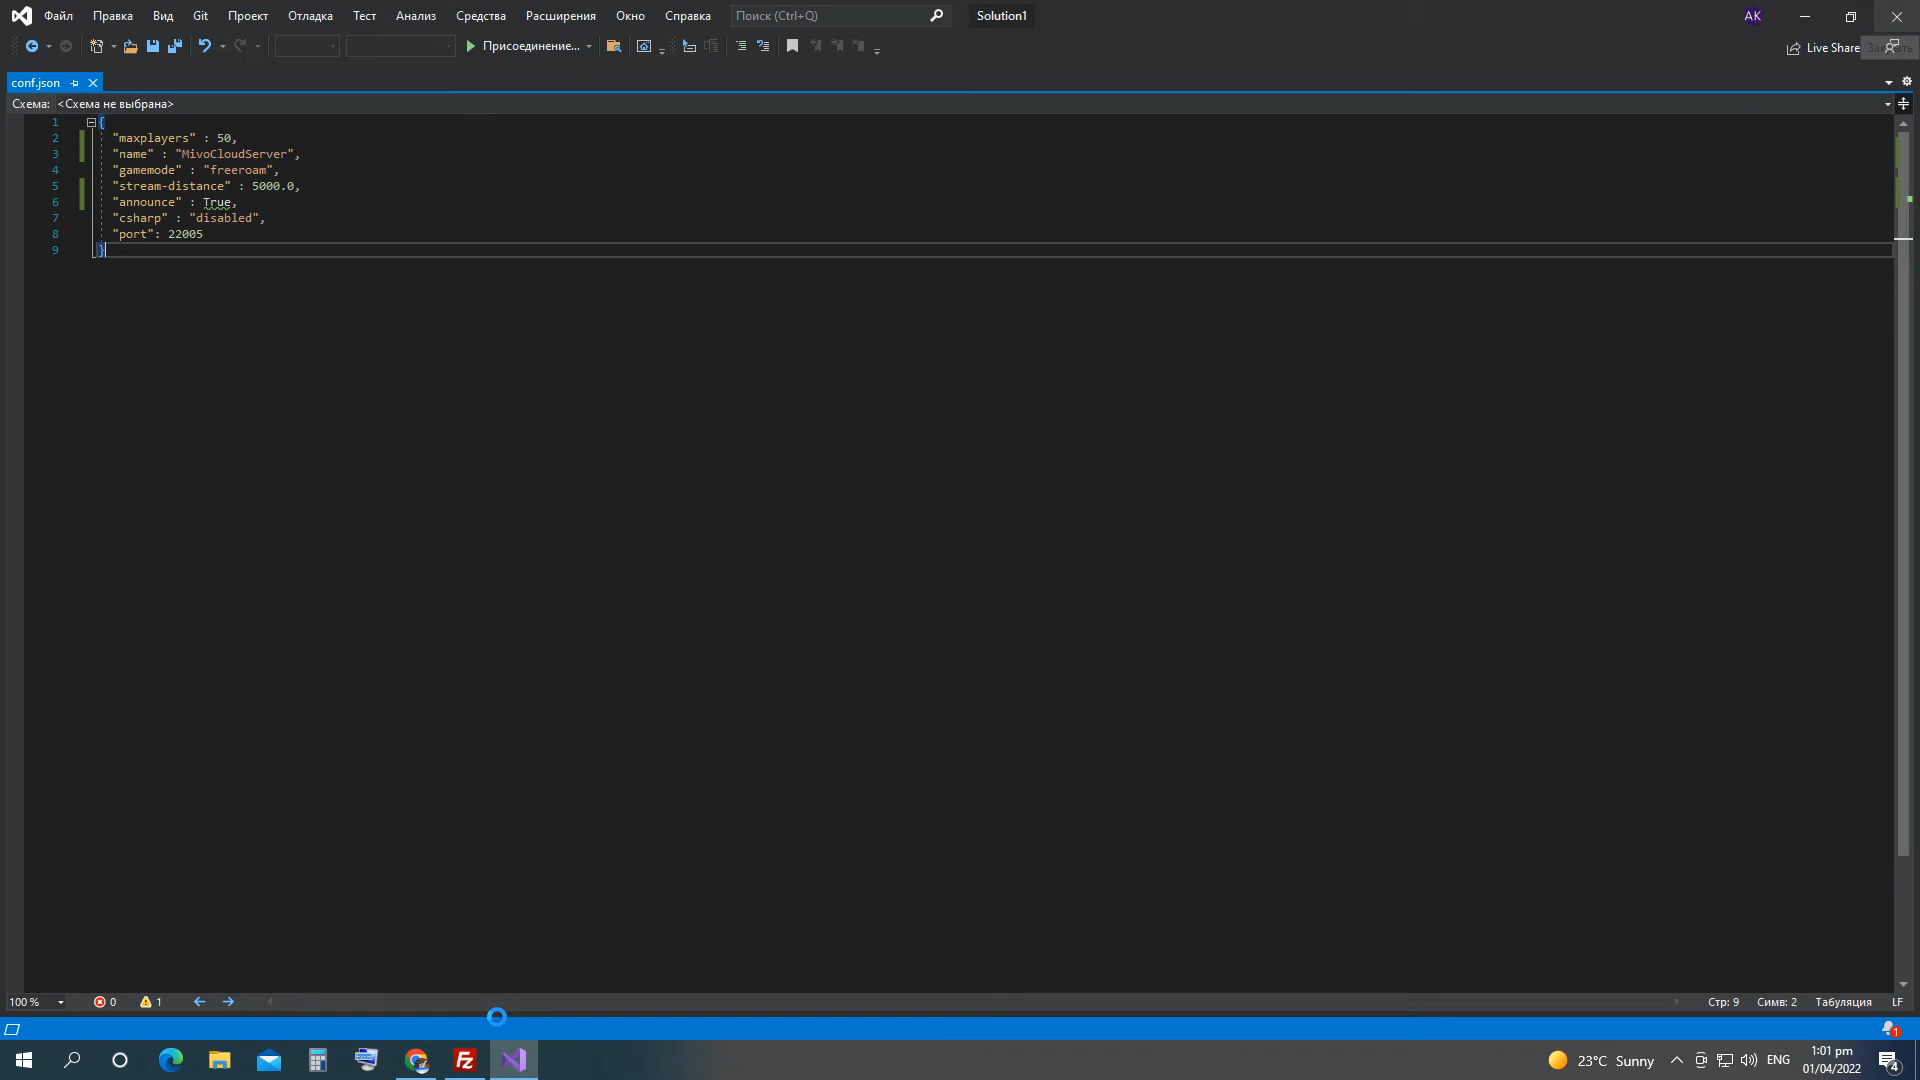 Файл Правка Вид Git Проект Отладка Тест Анализ Средства Расширения Окно Справка Поиск (Ctrl+Q) Solution1 AK
Присоединение... Live Share
conf.json
Схема: <Схема не выбрана>
1 {
2 "maxplayers" : 50,
3 "name" : "MivoCloudServer",
4 "gamemode" : "freeroam",
5 "stream-distance" : 5000.0,
6 "announce" : True,
7 "csharp" : "disabled",
8 "port": 22005
9 }
100 % 0 1 Стр: 9 Симв: 2 Табуляция LF
1
23°C Sunny ENG 1:01 pm
01/04/2022 4